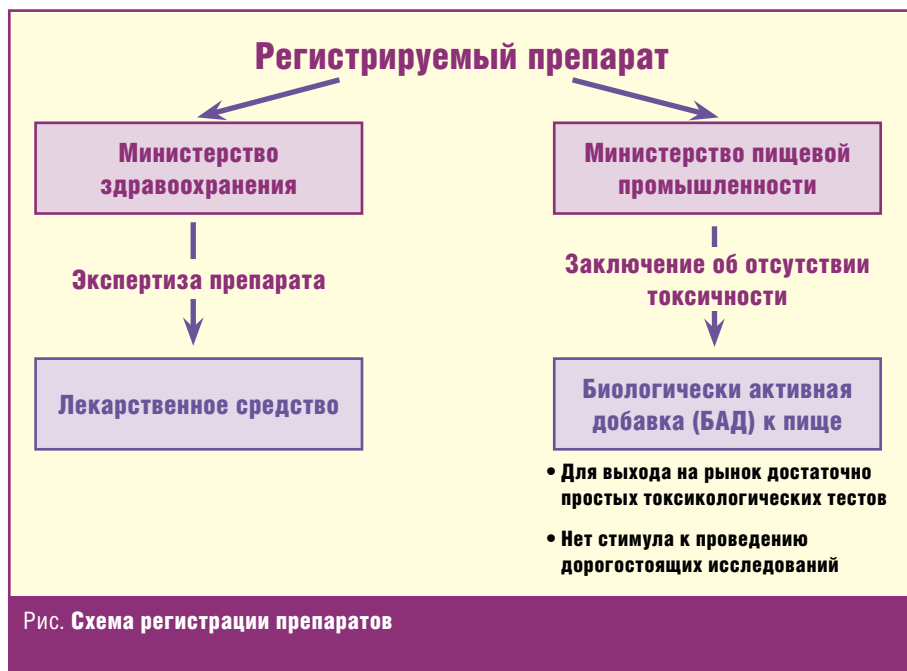 Регистрируемый препарат
Министерство
здравоохранения
Экспертиза препарата
Лекарственное средство
Министерство пищевой
промышленности
Заключение об отсутствии
токсичности
Биологически активная
добавка (БАД) к пище
• Для выхода на рынок достаточно
простых токсикологических тестов
• Нет стимула к проведению
дорогостоящих исследований
Рис. Схема регистрации препаратов